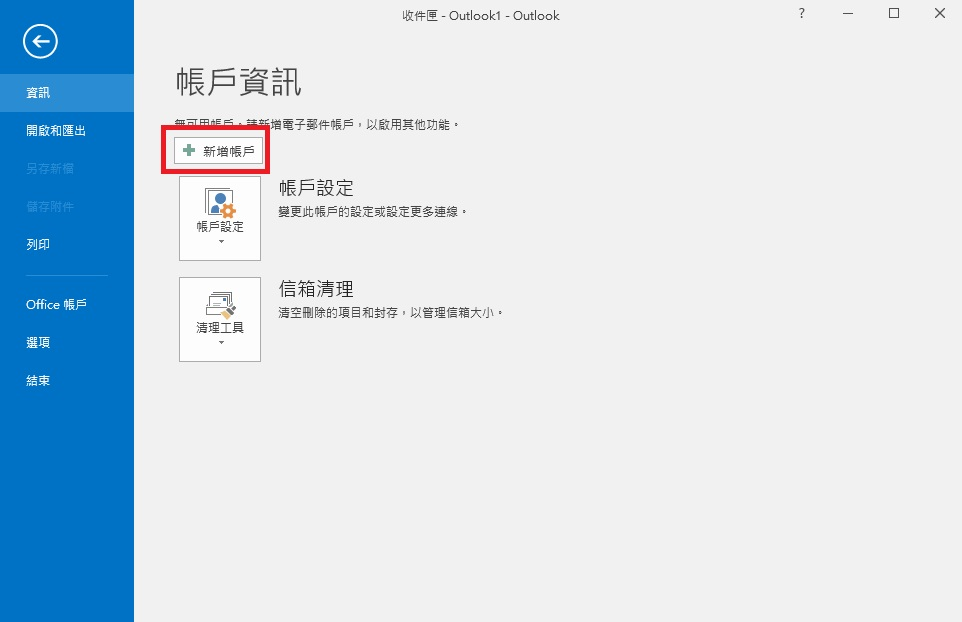 收件匣 - Outlook1 - Outlook
?
資訊
開啟和匯出
另存新檔
儲存附件
列印
Office 帳戶
選項
結束
帳戶資訊
無可用帳戶。請新增電子郵件帳戶，以啟用其他功能。
新增帳戶
帳戶設定
帳戶設定
變更此帳戶的設定或設定更多連線。
清理工具
信箱清理
清空刪除的項目和封存，以管理信箱大小。